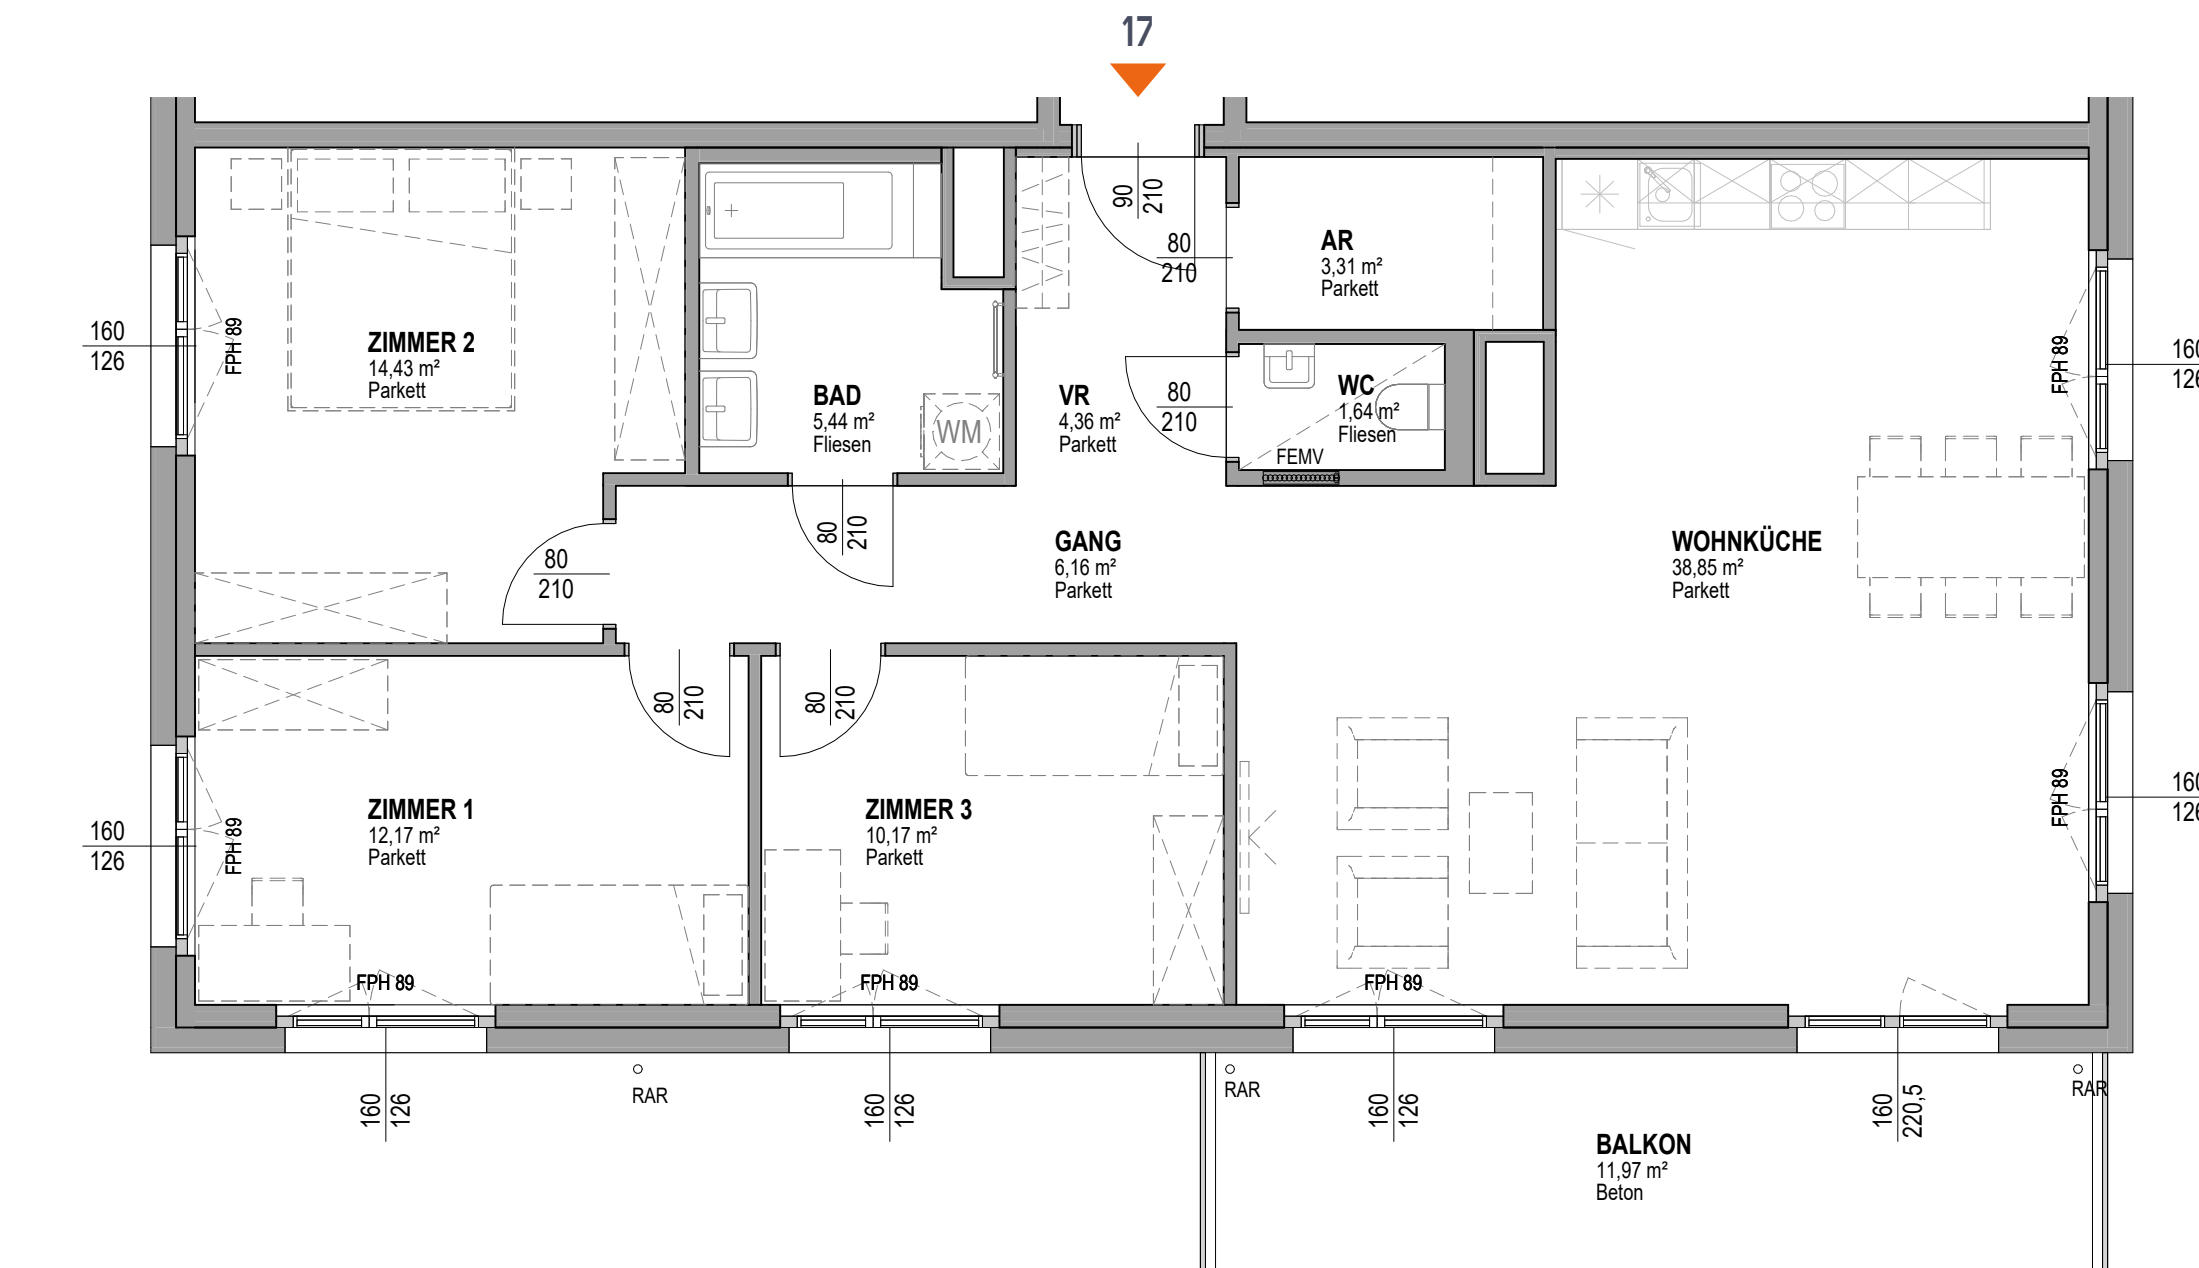 17
90
210
80
210
AR
3,31 m²
Parkett
160
126
FPH 89
ZIMMER 2
14,43 m²
Parkett
BAD
5,44 m²
Fliesen
WM
VR
4,36 m²
Parkett
80
210
WC
1,64 m²
Fliesen
FEMV
FPH 89
160
126
80
210
80
210
GANG
6,16 m²
Parkett
WOHNKÜCHE
38,85 m²
Parkett
80
210
80
210
160
126
FPH 89
ZIMMER 1
12,17 m²
Parkett
ZIMMER 3
10,17 m²
Parkett
FPH 89
160
126
FPH 89
FPH 89
FPH 89
160
126
RAR
160
126
RAR
160
126
160
220,5
RAR
BALKON
11,97 m²
Beton